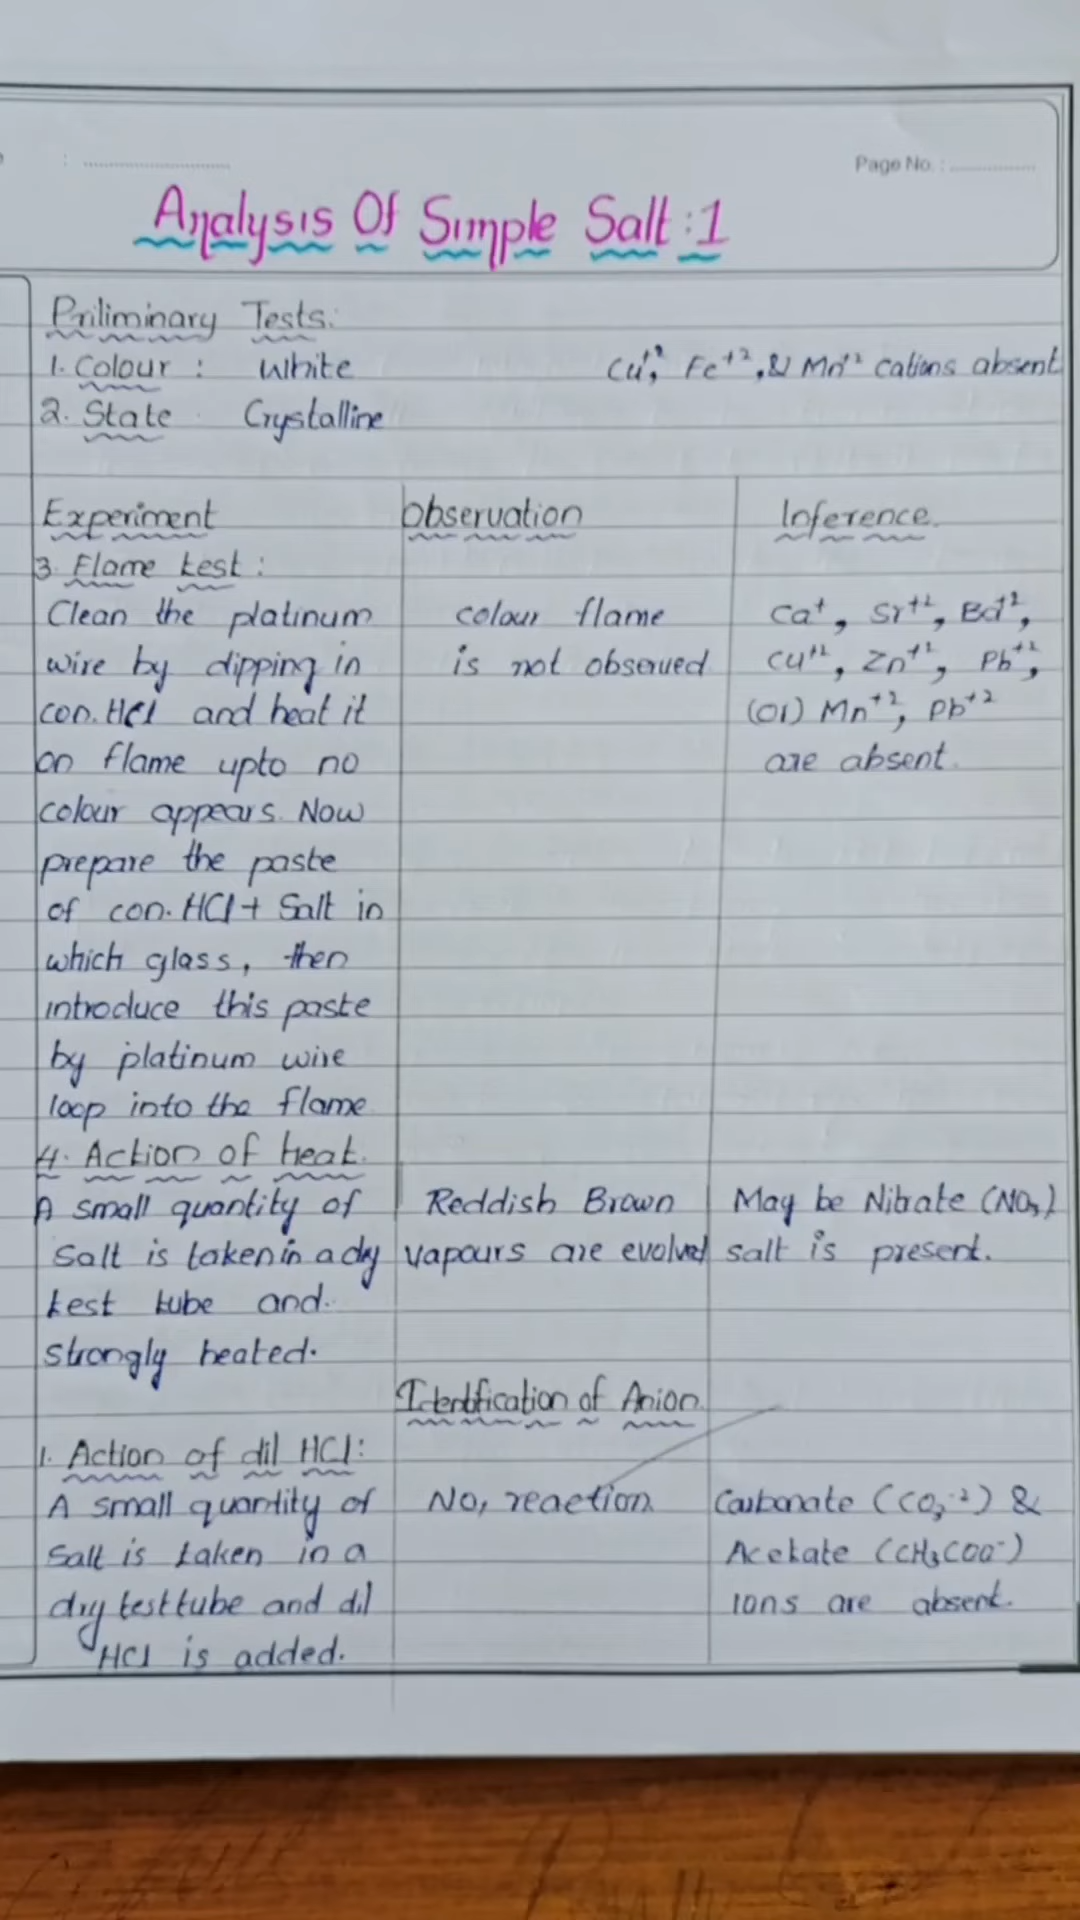 Page No. :
Analysis Of Simple Salt : 1
Priliminary Tests:
1. Colour : White Cu⁺², Fe⁺², & Mn⁺² cations absent
2. State Crystalline
Experiment Observation Inference.
3. Flame test :
Clean the platinum colour flame Ca⁺, Sr⁺², Ba⁺²,
wire by dipping in is not observed Cu⁺², Zn⁺², Pb⁺²,
con. HCl and heat it (or) Mn⁺², Pb⁺²
on flame upto no are absent.
colour appears. Now
prepare the paste
of con. HCl + Salt in
which glass, then
introduce this paste
by platinum wire
loop into the flame
4. Action of heat.
A small quantity of Reddish Brown May be Nitrate (NO₃)
Salt is taken in a dry vapours are evolved salt is present.
test tube and.
strongly heated.
Identification of Anion.
1. Action of dil HCl :
A small quantity of No, reaction. Carbonate (CO₃⁻²) &
Salt is taken in a Acetate (CH₃COO⁻)
dry test tube and dil Ions are absent.
HCl is added.